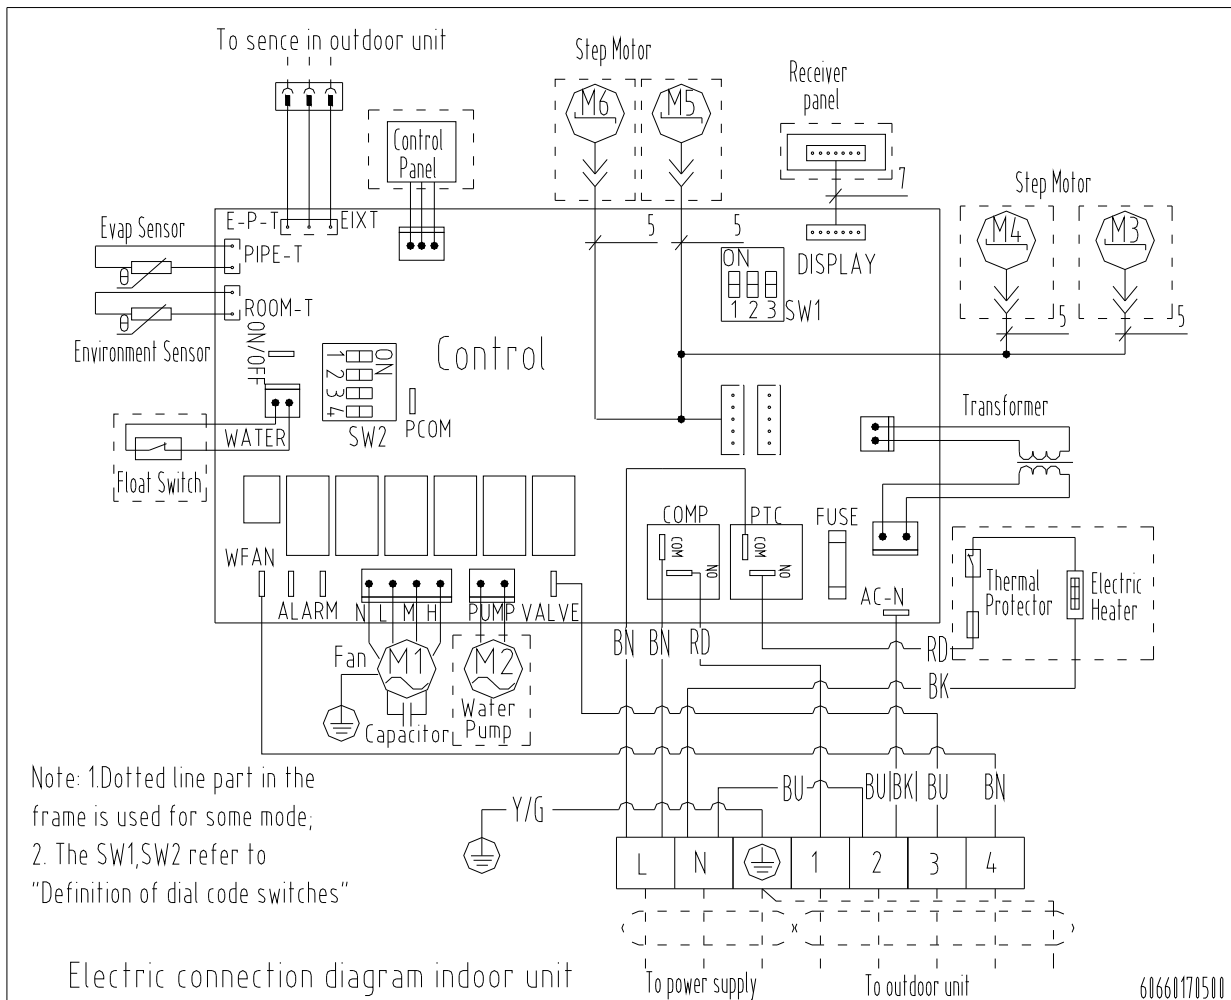 To sence in outdoor unit
Step Motor
M6
M5
Receiver
panel
Control
Panel
7
Step Motor
M4
M3
E-P-T
EIXT
Evap Sensor
PIPE-T
θ
5
5
ON
1 2 3
SW1
DISPLAY
5
5
ROOM-T
θ
Environment Sensor
ON/OFF
Control
ON
1
2
3
4
SW2
PCOM
WATER
Float Switch
Transformer
COMP
PTC
FUSE
COM
NO
COM
NO
WFAN
ALARM
N L M H
PUMP
VALVE
AC-N
Thermal
Protector
Electric
Heater
Fan
M1
M2
Capacitor
Water
Pump
BN
BN
RD
RD
BK
Note: 1.Dotted line part in the
frame is used for some mode;
2. The SW1,SW2 refer to
"Definition of dial code switches"
Y/G
BU
BU|BK|
BU
BN
L
N
1
2
3
4
Electric connection diagram indoor unit
To power supply
To outdoor unit
60660170500